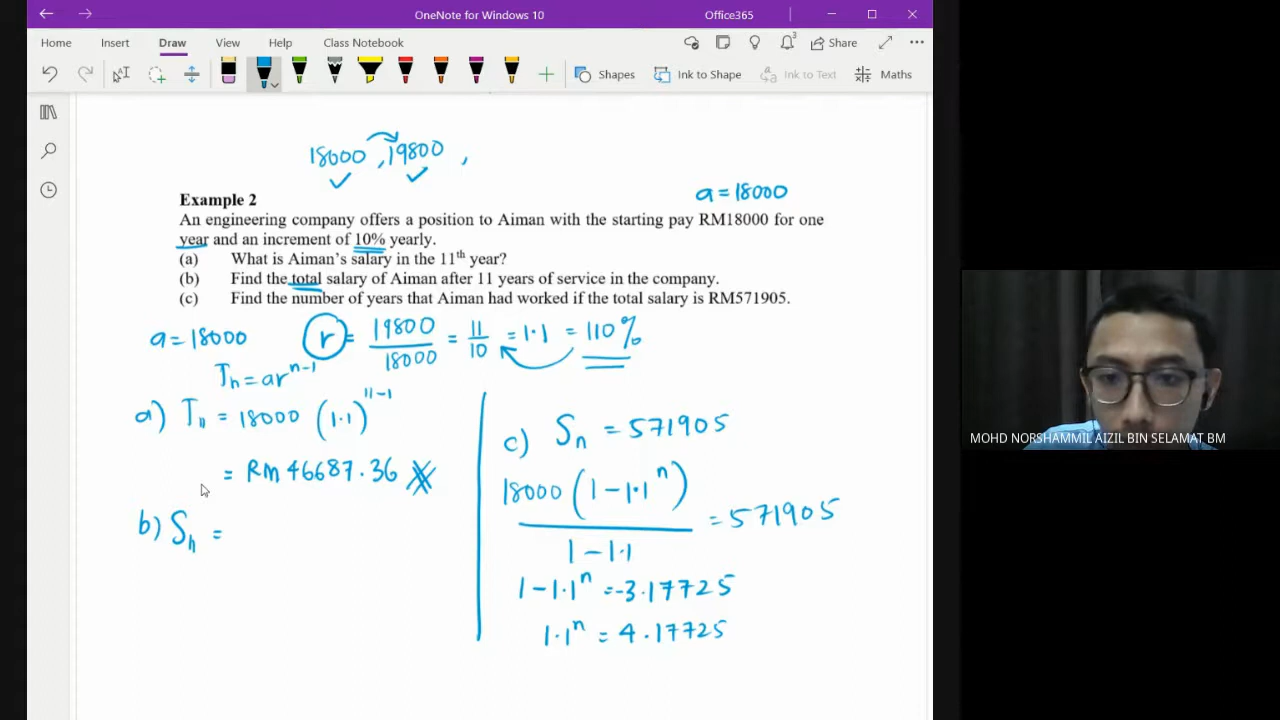 OneNote for Windows 10
Office365
Home Insert Draw View Help Class Notebook
3
Share
Shapes Ink to Shape Ink to Text Maths
18000 , 19800 ,
a = 18000
Example 2
An engineering company offers a position to Aiman with the starting pay RM18000 for one
year and an increment of 10% yearly.
(a) What is Aiman's salary in the 11th year?
(b) Find the total salary of Aiman after 11 years of service in the company.
(c) Find the number of years that Aiman had worked if the total salary is RM571905.
a = 18000 r = 19800/18000 = 11/10 = 1.1 = 110%
Tn = ar^n-1
a) T11 = 18000 (1.1)^11-1
= RM 46687.36
b) S11 =
c) Sn = 571905
18000 (1 - 1.1^n) / 1 - 1.1 = 571905
1 - 1.1^n = -3.17725
1.1^n = 4.17725
MOHD NORSHAMMIL AIZIL BIN SELAMAT BM